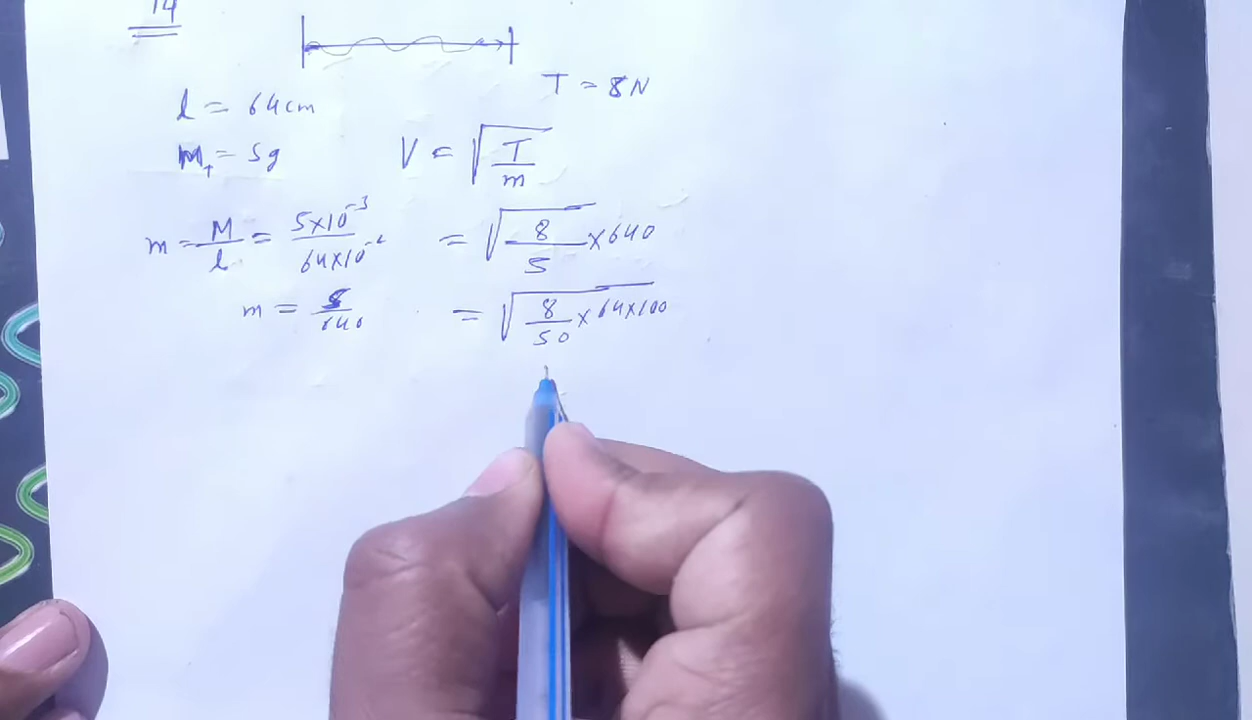 14
T = 8N
l = 64cm
M_T = 5g
V = √(T/m)
m = M/l = 5×10⁻³/64×10⁻²
= √(8/5 × 640)
m = 5/640
= √(8/50 × 64×100)